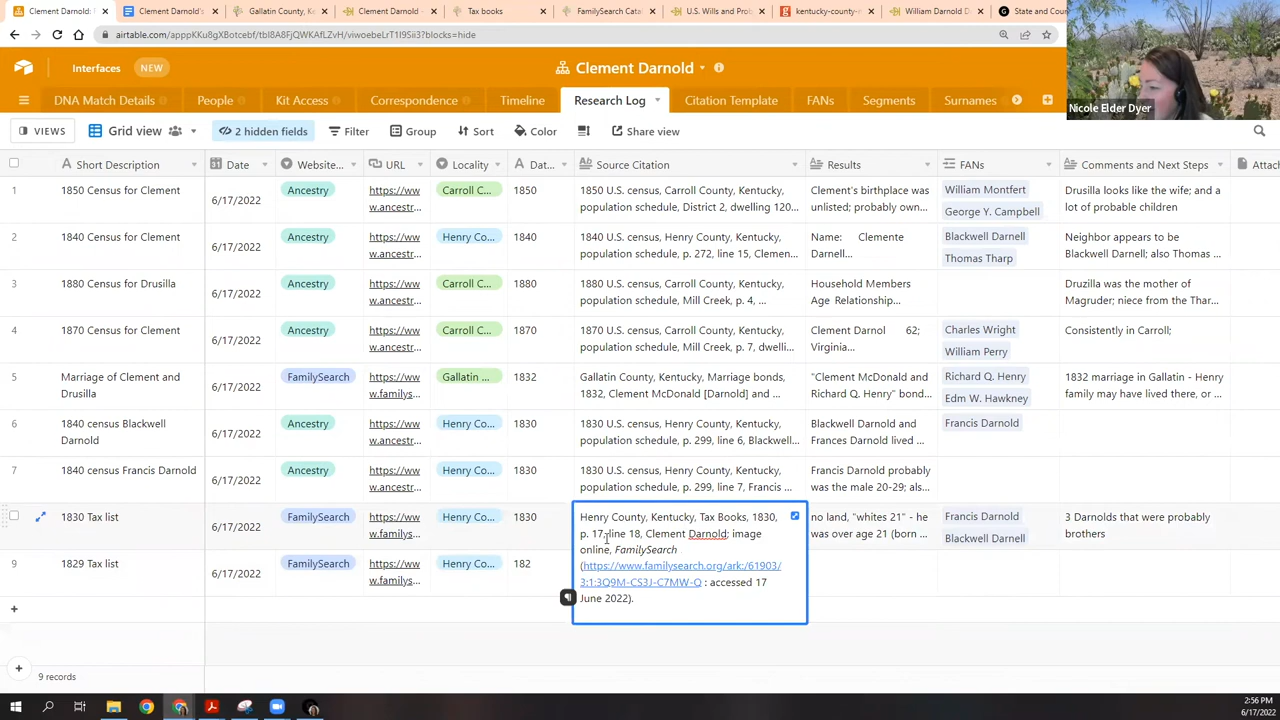 Clement Darnold: F
Clement Darnold's
Gallatin County, K
Clement Darnold -
Tax books
FamilySearch Cata
U.S. Wills and Prob
kentucky-county-m
William Darnold D
State and Cou
airtable.com/apppKKu8gXBotcebf/tbl8A8FjQWKAfLZvH/viwoebeLrT1I9Sii3?blocks=hide
Interfaces
NEW
Clement Darnold
DNA Match Details
People
Kit Access
Correspondence
Timeline
Research Log
Citation Template
FANs
Segments
Surnames
Nicole Elder Dyer
VIEWS
Grid view
2 hidden fields
Filter
Group
Sort
Color
Share view
Short Description
Date
Website...
URL
Locality
Dat...
Source Citation
Results
FANs
Comments and Next Steps
Attac
1
1850 Census for Clement
6/17/2022
Ancestry
https://ww
w.ancestr...
Carroll C...
1850
1850 U.S. census, Carroll County,
Kentucky,
population schedule, District 2, dwelling 120...
Clement's birthplace was
unlisted; probably own...
William Montfert
George Y. Campbell
Drusilla looks like the wife; and a
lot of probable children
2
1840 Census for Clement
6/17/2022
Ancestry
https://ww
w.ancestr...
Henry Co...
1840
1840 U.S. census, Henry County, Kentucky,
population schedule, p. 272, line 15, Clemen...
Name: Clemente
Darnell...
Blackwell Darnell
Thomas Tharp
Neighbor appears to be
Blackwell Darnell; also Thomas ...
3
1880 Census for Drusilla
6/17/2022
Ancestry
https://ww
w.ancestr...
Carroll C...
1880
1880 U.S. census, Carroll County, Kentucky,
population schedule, Mill Creek, p. 4, ...
Household Members
Age Relationship...
Druzilla was the mother of
Magruder; niece from the Thar...
4
1870 Census for Clement
6/17/2022
Ancestry
https://ww
w.ancestr...
Carroll C...
1870
1870 U.S. census, Carroll County, Kentucky,
population schedule, Mill Creek, p. 7, dwelli...
Clement Darnol 62;
Virginia...
Charles Wright
William Perry
Consistently in Carroll;
5
Marriage of Clement and
Drusilla
6/17/2022
FamilySearch
https://ww
w.familys...
Gallatin ...
1832
Gallatin County, Kentucky, Marriage bonds,
1832, Clement McDonald [Darnold] and ...
"Clement McDonald and
Richard Q. Henry" bond...
Richard Q. Henry
Edm W. Hawkney
1832 marriage in Gallatin - Henry
family may have lived there, or ...
6
1840 census Blackwell
Darnold
6/17/2022
Ancestry
https://ww
w.ancestr...
Henry Co...
1830
1830 U.S. census, Henry County, Kentucky,
population schedule, p. 299, line 6, Blackwell...
Blackwell Darnold and
Frances Darnold lived ...
Francis Darnold
7
1840 census Francis Darnold
6/17/2022
Ancestry
https://ww
w.ancestr...
Henry Co...
1830
1830 U.S. census, Henry County, Kentucky,
population schedule, p. 299, line 7, Francis ...
Francis Darnold probably
was the male 20-29; als...
1830 Tax list
6/17/2022
FamilySearch
https://ww
w.familys...
Henry Co...
1830
Henry County, Kentucky, Tax Books, 1830,
p. 17, line 18, Clement Darnold; image
online, FamilySearch
(https://www.familysearch.org/ark:/61903/
3:1:3Q9M-CS3J-C7MW-Q : accessed 17
June 2022).
no land, "whites 21" - he
was over age 21 (born ...
Francis Darnold
Blackwell Darnold
3 Darnolds that were probably
brothers
9
1829 Tax list
6/17/2022
FamilySearch
https://ww
w.familys...
Henry Co...
182
9 records
2:56 PM
6/17/2022